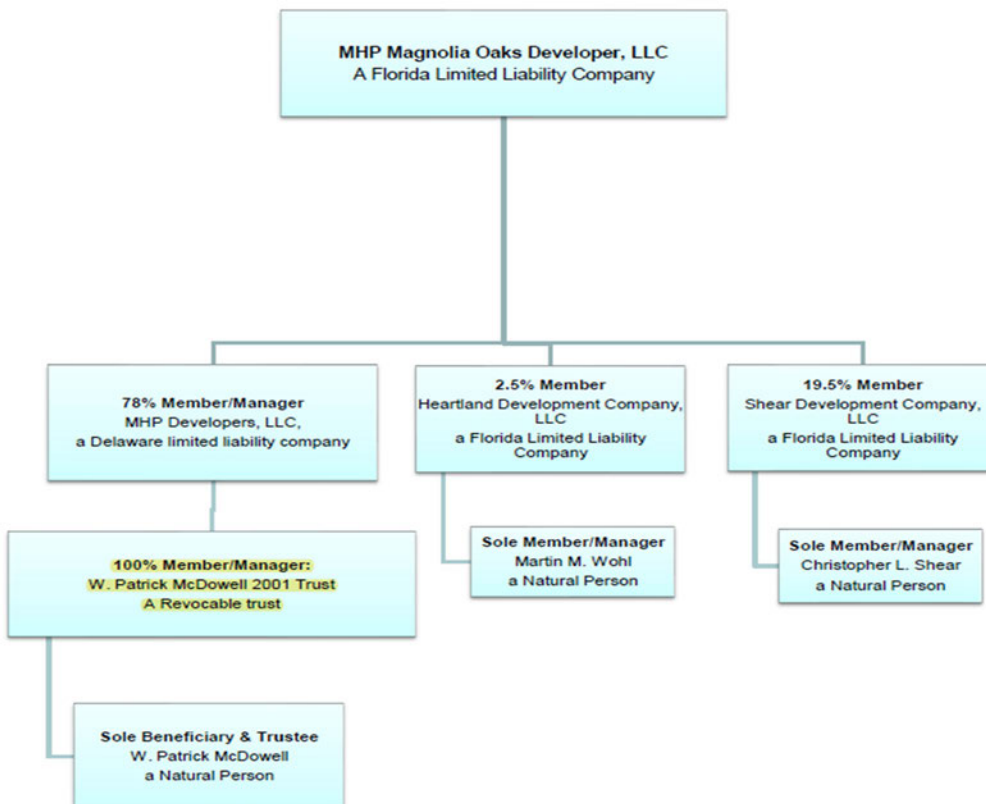 MHP Magnolia Oaks Developer, LLC
A Florida Limited Liability Company
78% Member/Manager
MHP Developers, LLC,
a Delaware limited liability company
2.5% Member
Heartland Development Company,
LLC
a Florida Limited Liability
Company
19.5% Member
Shear Development Company,
LLC
a Florida Limited Liability
Company
100% Member/Manager:
W. Patrick McDowell 2001 Trust
A Revocable trust
Sole Member/Manager
Martin M. Wohl
a Natural Person
Sole Member/Manager
Christopher L. Shear
a Natural Person
Sole Beneficiary & Trustee
W. Patrick McDowell
a Natural Person